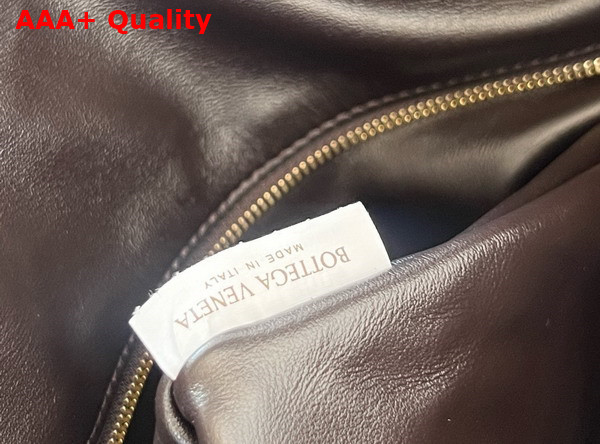 AAA+ Quality
BOTTEGA VENETA
MADE IN ITALY